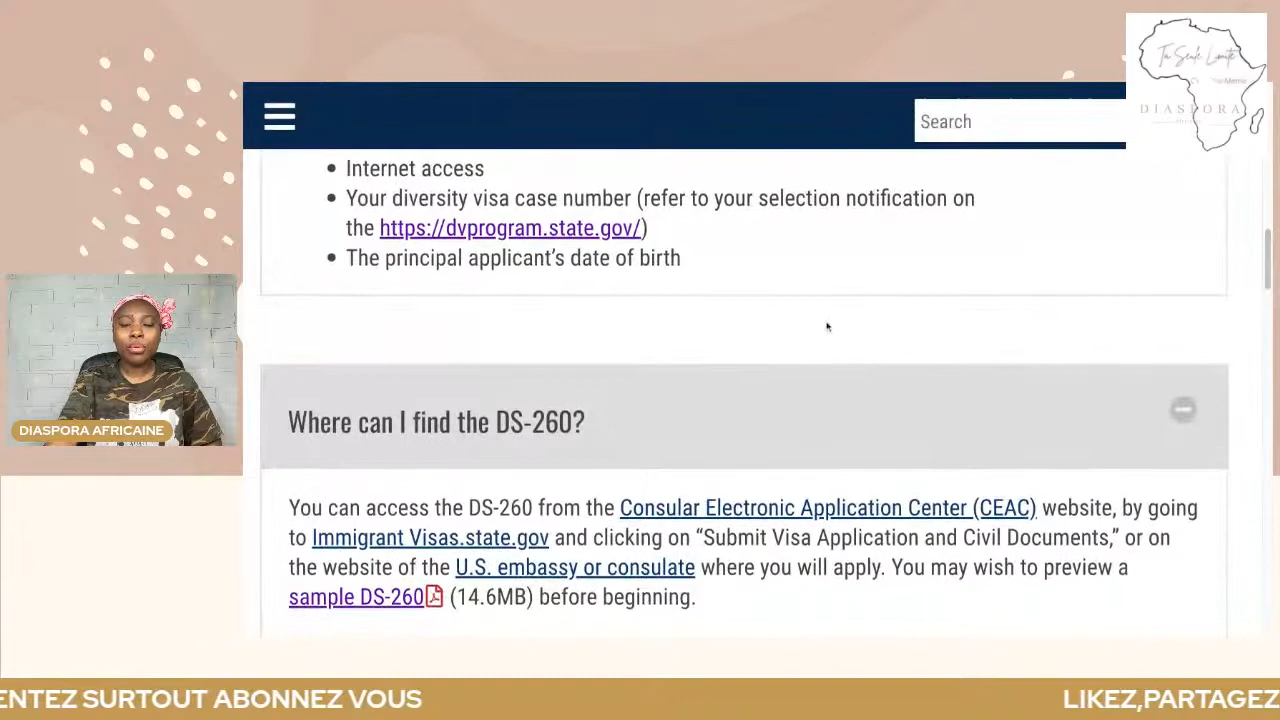 Search
Ta Seule Limite
DIASPORA
• Internet access
• Your diversity visa case number (refer to your selection notification on
the https://dvprogram.state.gov/)
• The principal applicant’s date of birth
Where can I find the DS-260?
You can access the DS-260 from the Consular Electronic Application Center (CEAC) website, by going
to Immigrant Visas.state.gov and clicking on “Submit Visa Application and Civil Documents,” or on
the website of the U.S. embassy or consulate where you will apply. You may wish to preview a
sample DS-260 (14.6MB) before beginning.
DIASPORA AFRICAINE
ENTEZ SURTOUT ABONNEZ VOUS
LIKEZ,PARTAGEZ